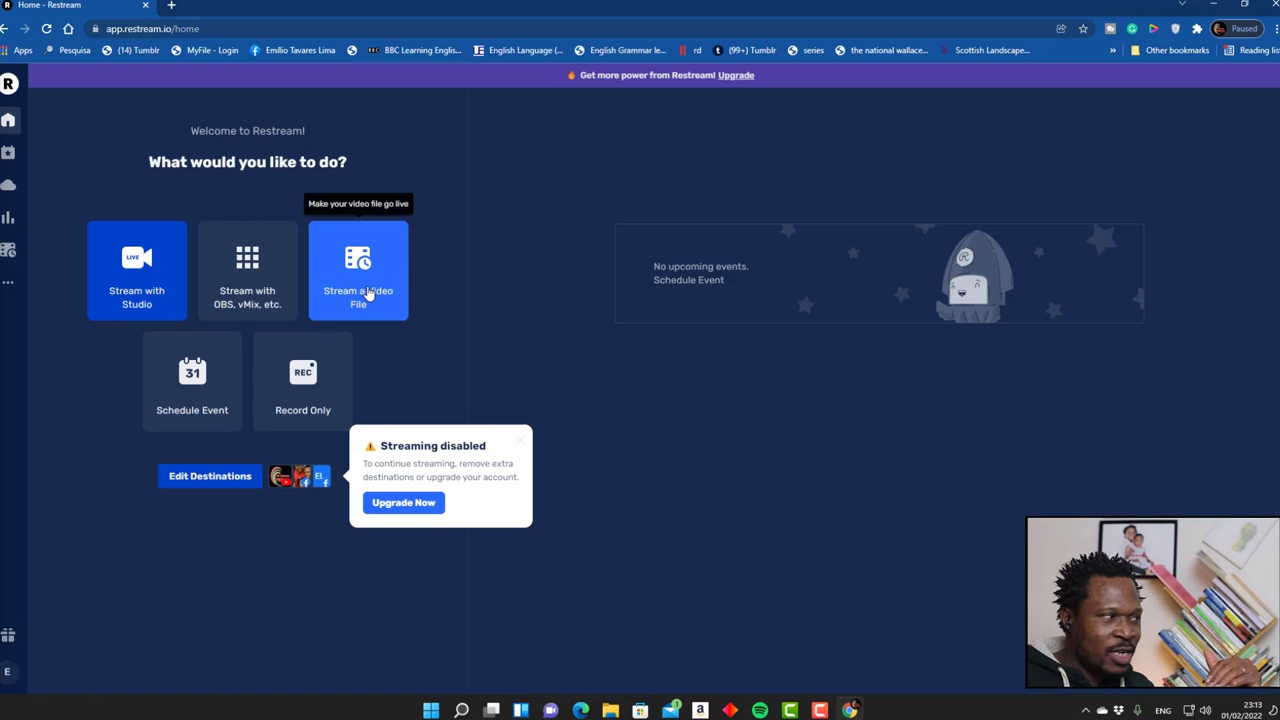 Home - Restream
app.restream.io/home
Paused
Apps
Pesquisa
(14) Tumblr
MyFile - Login
Emilio Tavares Lima
BBC Learning Engli...
English Language (...
English Grammar le...
rd
(99+) Tumblr
series
the national wallace...
Scottish Landscape...
»
Other bookmarks
Reading list
Get more power from Restream! Upgrade
R
Welcome to Restream!
What would you like to do?
Make your video file go live
LIVE
Stream with
Studio
Stream with
OBS, vMix, etc.
Stream a Video
File
No upcoming events.
Schedule Event
R
31
Schedule Event
REC
Record Only
Edit Destinations
EL
Streaming disabled
To continue streaming, remove extra
destinations or upgrade your account.
Upgrade Now
E
ENG
23:13
01/02/2022